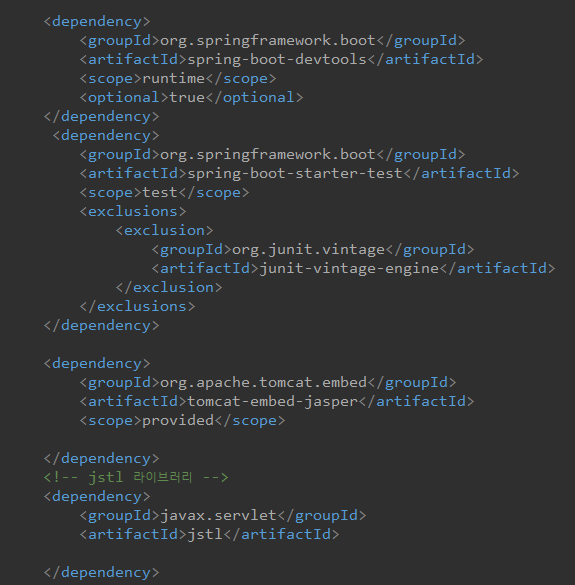 <dependency>
    <groupId>org.springframework.boot</groupId>
    <artifactId>spring-boot-devtools</artifactId>
    <scope>runtime</scope>
    <optional>true</optional>
</dependency>
 <dependency>
    <groupId>org.springframework.boot</groupId>
    <artifactId>spring-boot-starter-test</artifactId>
    <scope>test</scope>
    <exclusions>
        <exclusion>
            <groupId>org.junit.vintage</groupId>
            <artifactId>junit-vintage-engine</artifactId>
        </exclusion>
    </exclusions>
</dependency>

<dependency>
    <groupId>org.apache.tomcat.embed</groupId>
    <artifactId>tomcat-embed-jasper</artifactId>
    <scope>provided</scope>

</dependency>
<!-- jstl 라이브러리 -->
<dependency>
    <groupId>javax.servlet</groupId>
    <artifactId>jstl</artifactId>

</dependency>